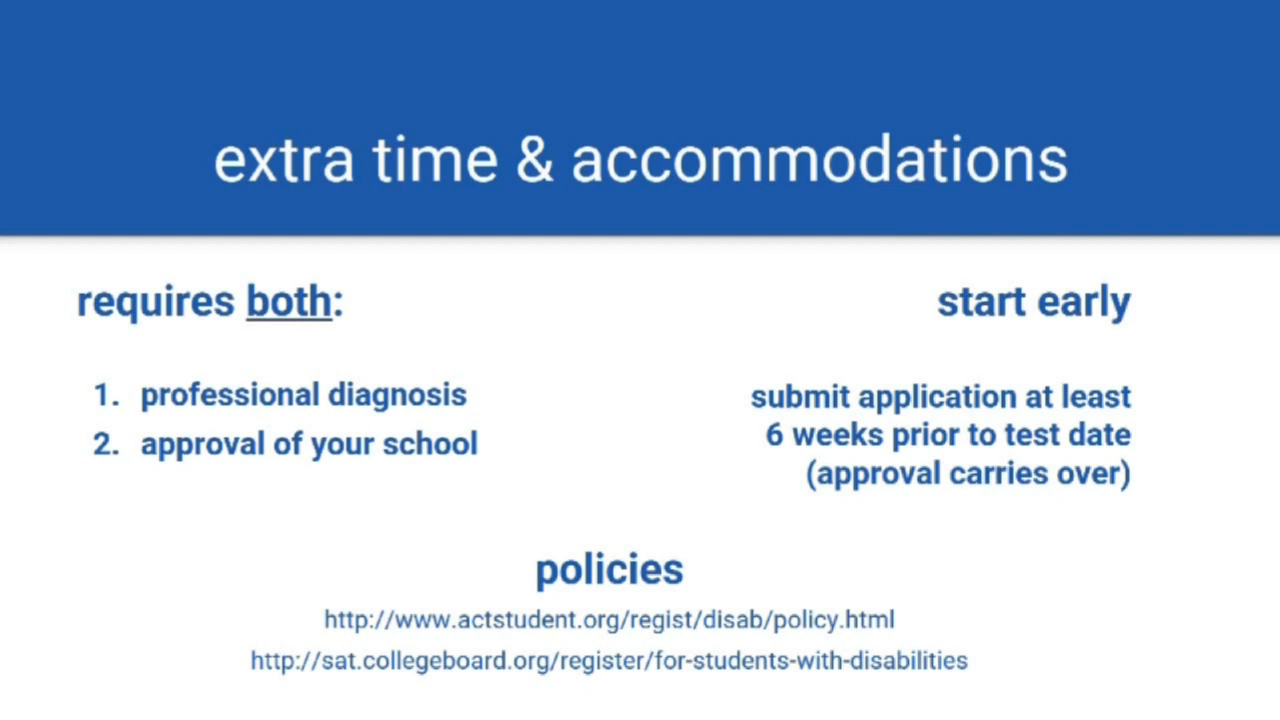 extra time & accommodations
requires both:
1. professional diagnosis
2. approval of your school
start early
submit application at least
6 weeks prior to test date
(approval carries over)
policies
http://www.actstudent.org/regist/disab/policy.html
http://sat.collegeboard.org/register/for-students-with-disabilities